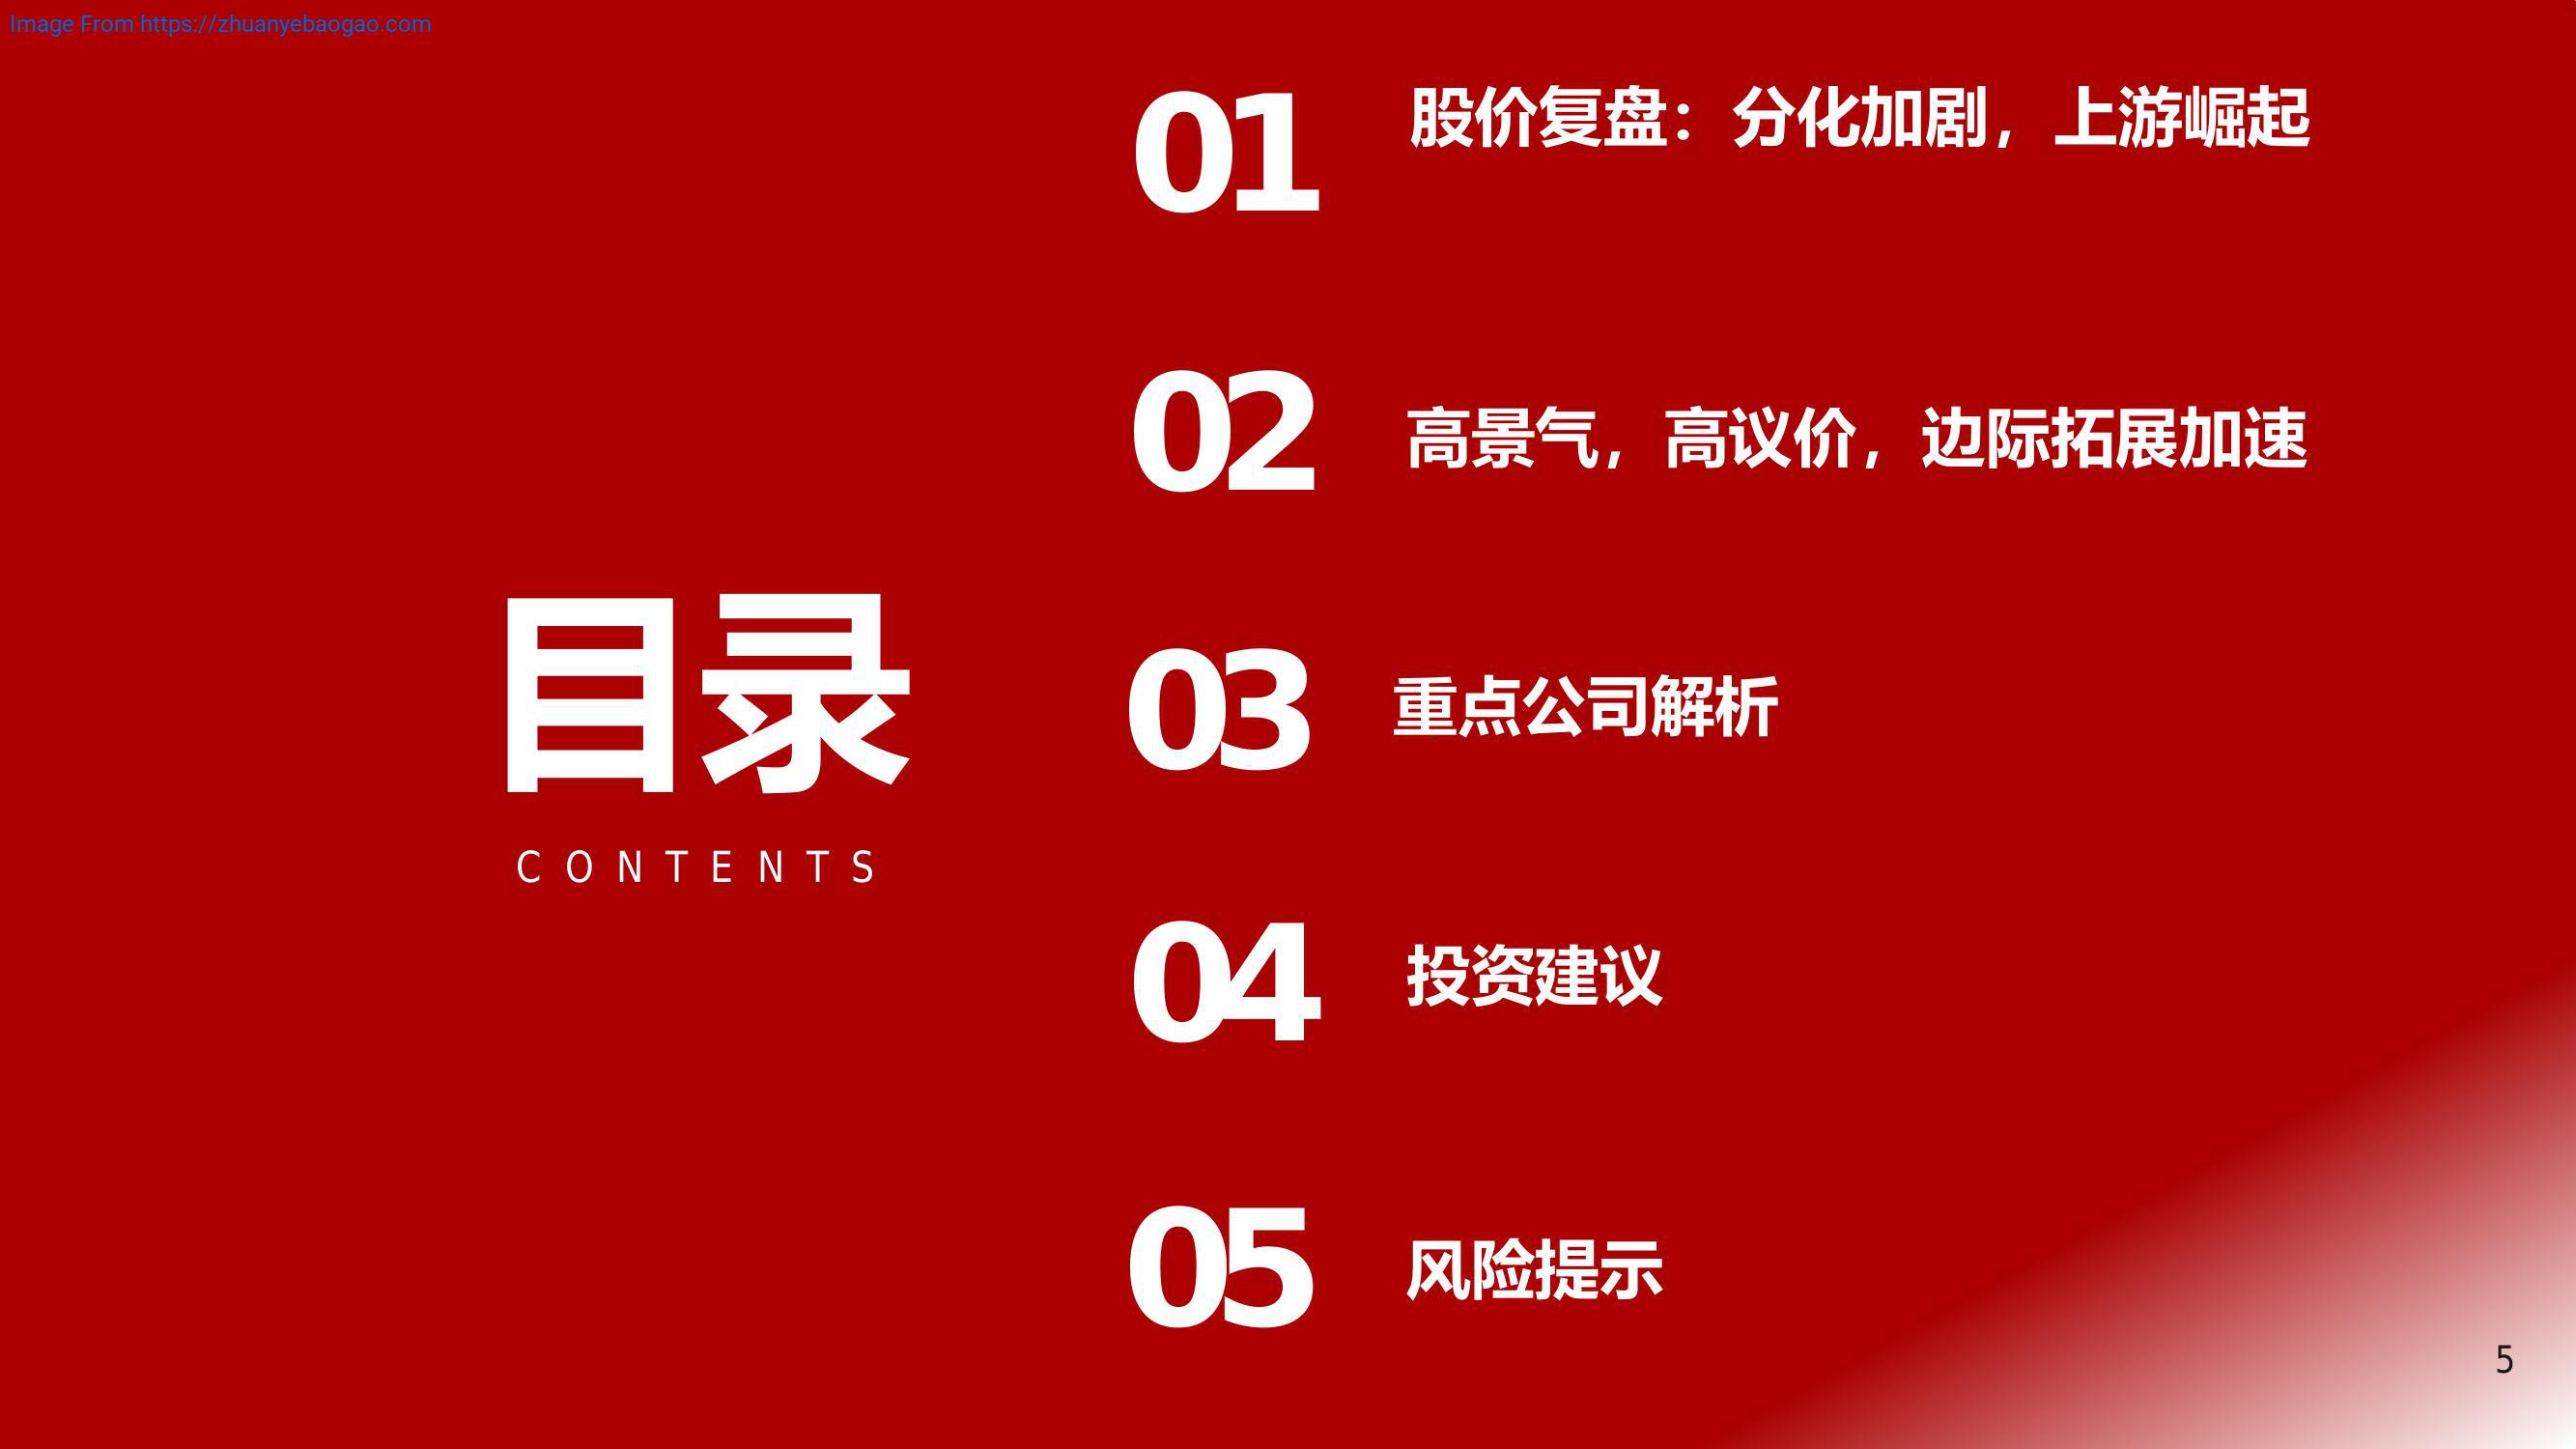 Image From https://zhuanyebaogao.com
目录
CONTENTS
01 股价复盘：分化加剧，上游崛起
02 高景气，高议价，边际拓展加速
03 重点公司解析
04 投资建议
05 风险提示
5